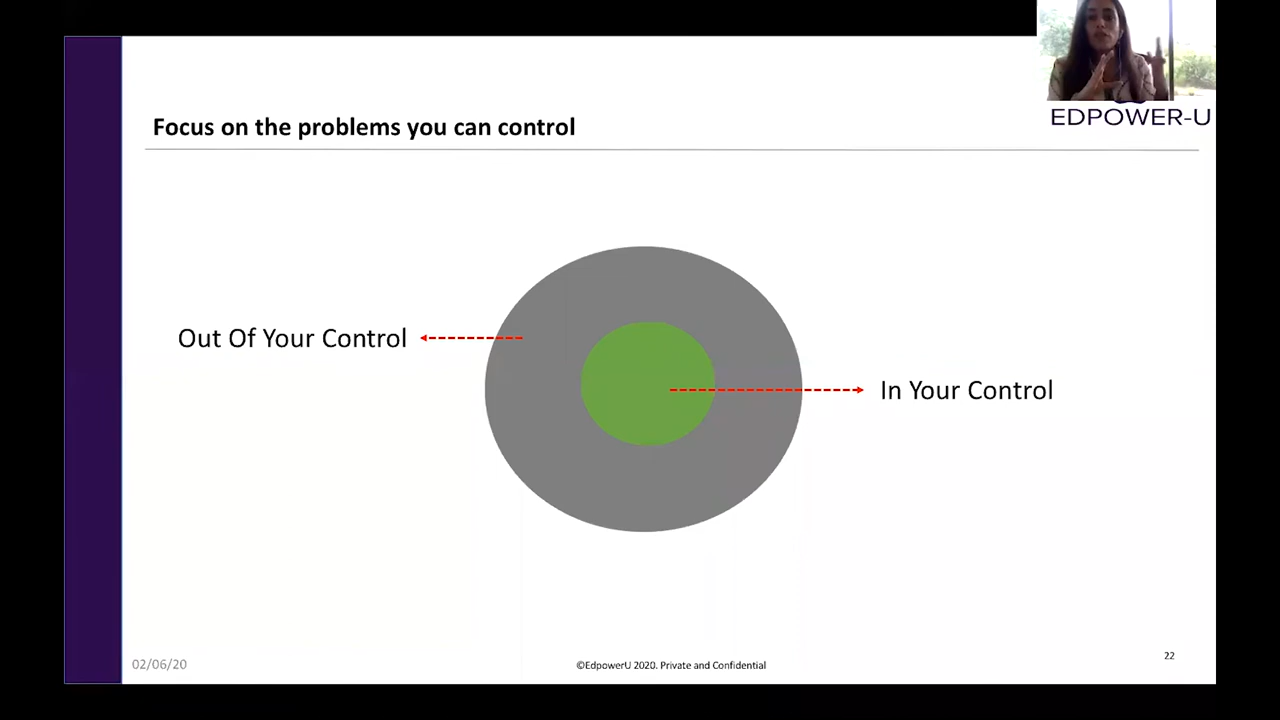 Focus on the problems you can control
EDPOWER-U
Out Of Your Control
In Your Control
02/06/20
©EdpowerU 2020. Private and Confidential
22